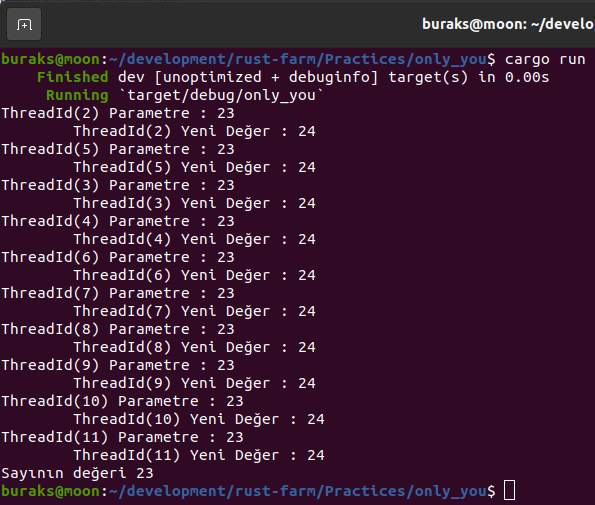 buraks@moon: ~/develo
buraks@moon:~/development/rust-farm/Practices/only_you$ cargo run
    Finished dev [unoptimized + debuginfo] target(s) in 0.00s
     Running `target/debug/only_you`
ThreadId(2) Parametre : 23
        ThreadId(2) Yeni Değer : 24
ThreadId(5) Parametre : 23
        ThreadId(5) Yeni Değer : 24
ThreadId(3) Parametre : 23
        ThreadId(3) Yeni Değer : 24
ThreadId(4) Parametre : 23
        ThreadId(4) Yeni Değer : 24
ThreadId(6) Parametre : 23
        ThreadId(6) Yeni Değer : 24
ThreadId(7) Parametre : 23
        ThreadId(7) Yeni Değer : 24
ThreadId(8) Parametre : 23
        ThreadId(8) Yeni Değer : 24
ThreadId(9) Parametre : 23
        ThreadId(9) Yeni Değer : 24
ThreadId(10) Parametre : 23
        ThreadId(10) Yeni Değer : 24
ThreadId(11) Parametre : 23
        ThreadId(11) Yeni Değer : 24
Sayının değeri 23
buraks@moon:~/development/rust-farm/Practices/only_you$